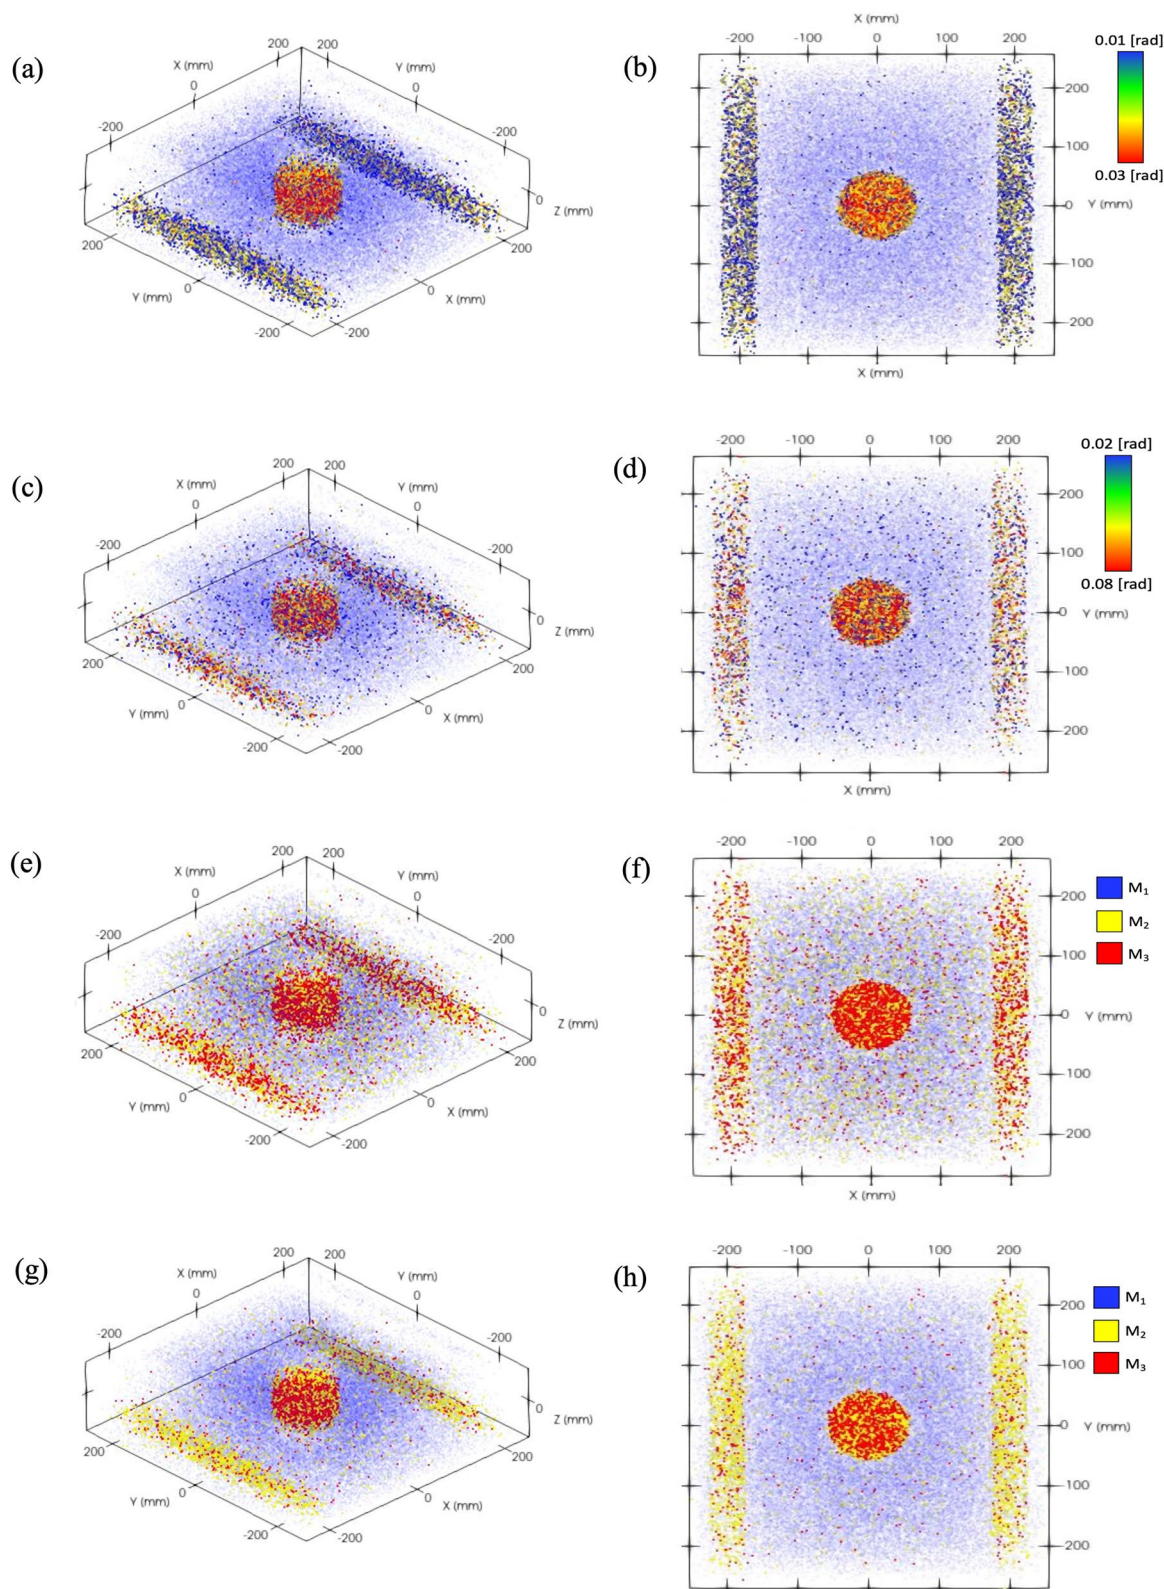 (a)
200
200
X (mm)
Y (mm)
0
0
-200
-200
0
Z (mm)
200
200
Y (mm)
0
0
X (mm)
-200
-200
(b)
X (mm)
-100
0
100
-200
200
200
100
0
Y (mm)
-100
-200
X (mm)
0.01 [rad]
0.03 [rad]
(c)
200
200
X (mm)
Y (mm)
0
0
-200
-200
0
Z (mm)
200
200
Y (mm)
0
0
X (mm)
-200
-200
(d)
-200
-100
0
100
200
200
100
0
Y (mm)
-100
-200
X (mm)
0.02 [rad]
0.08 [rad]
(e)
200
200
X (mm)
Y (mm)
0
0
-200
-200
0
Z (mm)
200
200
Y (mm)
0
0
X (mm)
-200
-200
(f)
-200
-100
0
100
200
200
100
0
Y (mm)
-100
-200
X (mm)
M₁
M₂
M₃
(g)
200
200
X (mm)
Y (mm)
0
0
-200
-200
0
Z (mm)
200
200
Y (mm)
0
0
X (mm)
-200
-200
(h)
-200
-100
0
100
200
200
100
0
Y (mm)
-100
-200
M₁
M₂
M₃